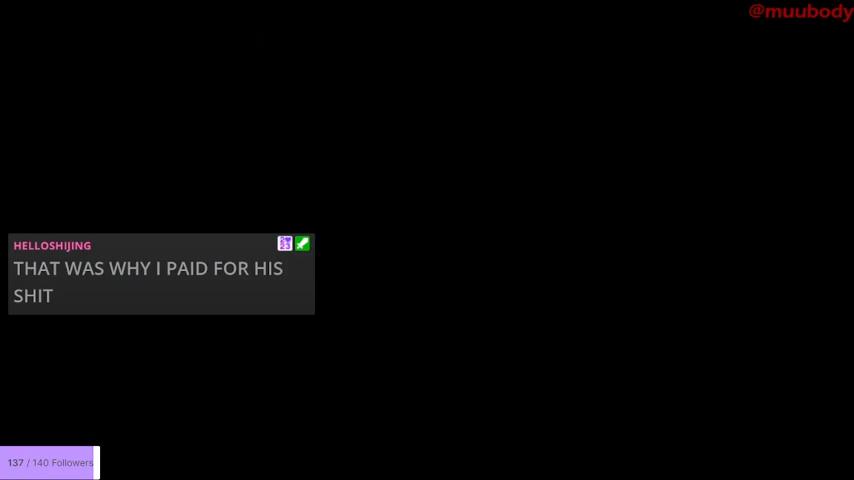 @muubody
HELLOSHIJING
THAT WAS WHY I PAID FOR HIS
SHIT
137 / 140 Followers